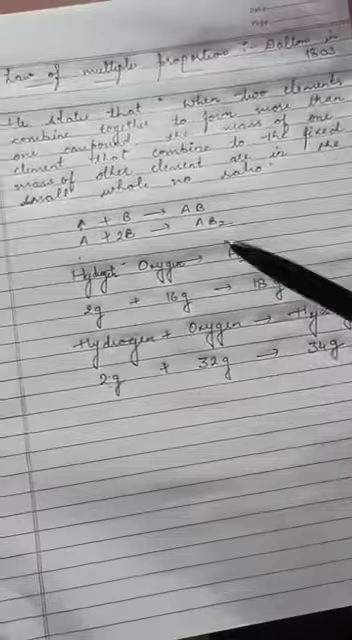 Law of multiple proportion :- Dalton in
1803
He states that " when two elements
combine together to form more than
one compound the mass of one
element that combine to the fixed
mass of other element are in the
small whole no ratio.
A + B → AB
A + 2B → AB2
Oxygen →
2g + 16g → 18g
Hydrogen + Oxygen →
2g + 32g → 34g